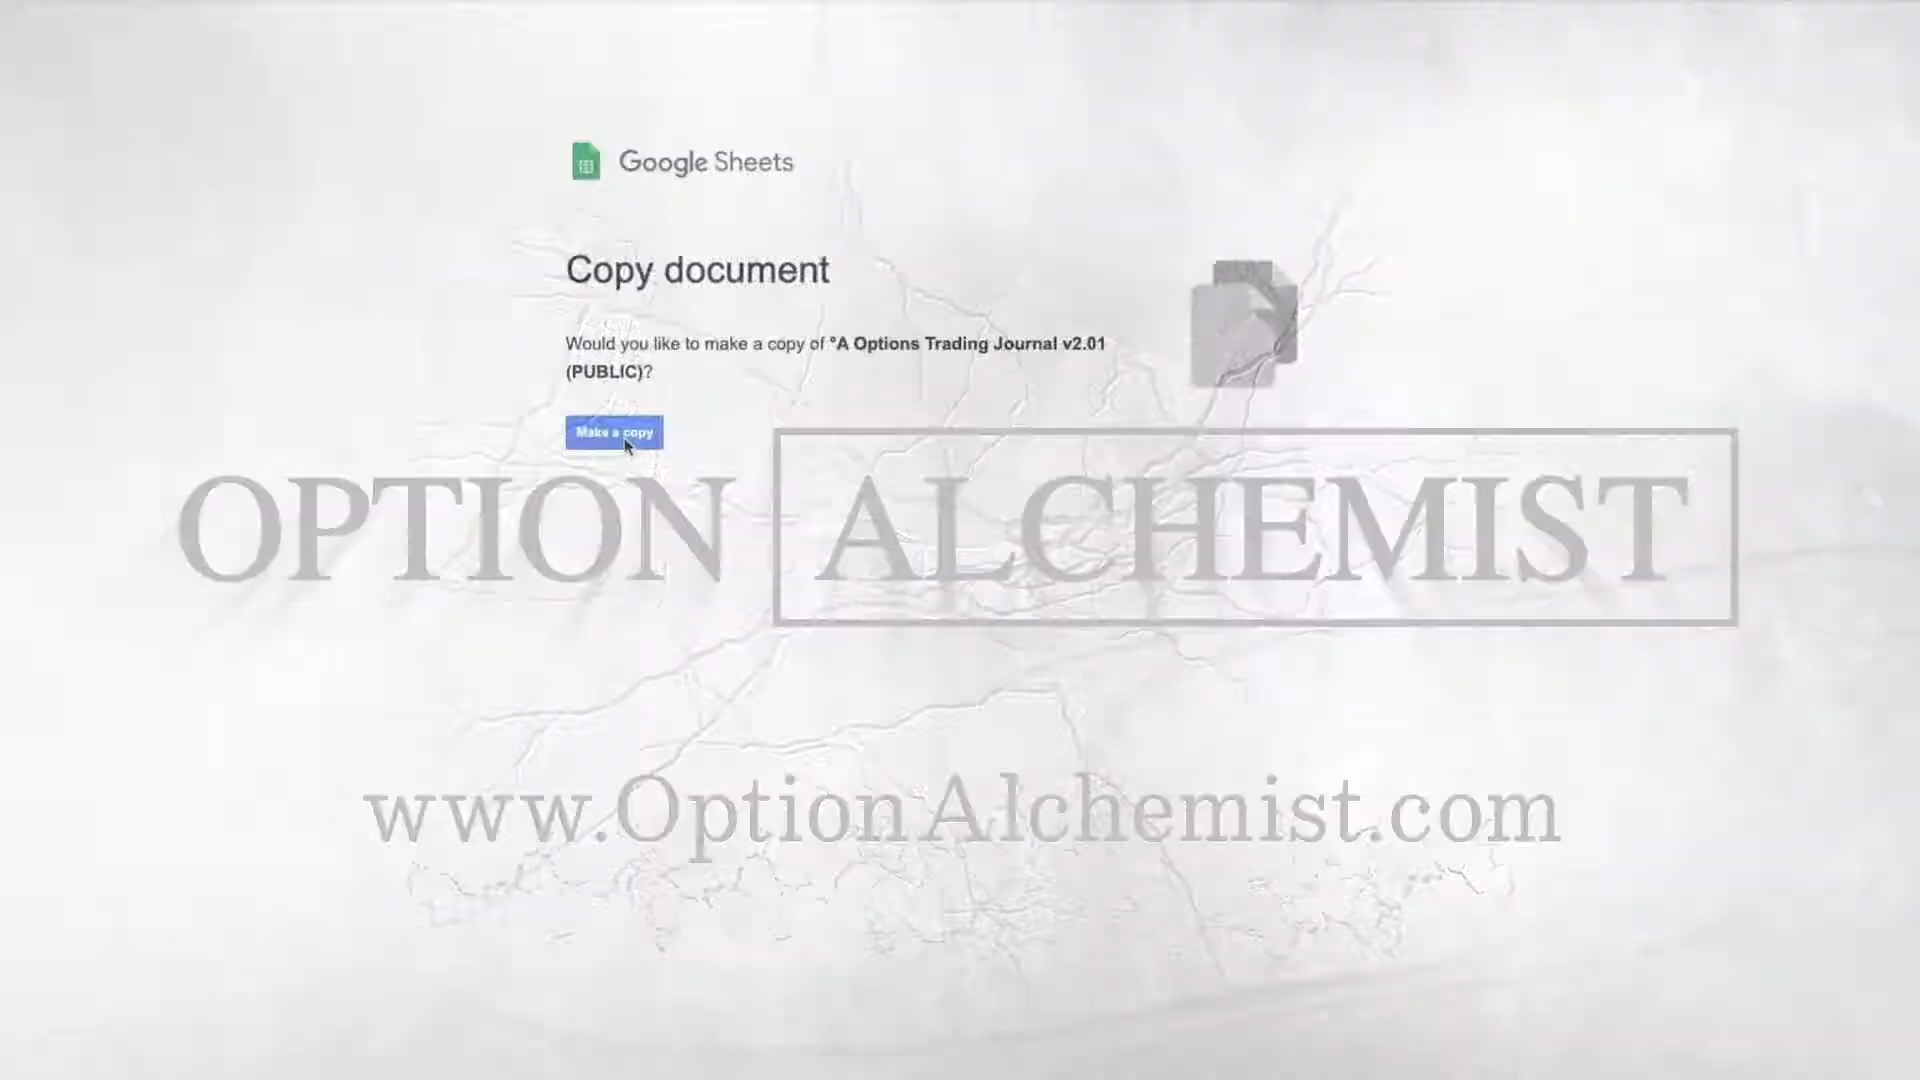 Google Sheets
Copy document
Would you like to make a copy of "A Options Trading Journal v2.01
(PUBLIC)?
Make a copy
OPTION ALCHEMIST
www.OptionAlchemist.com